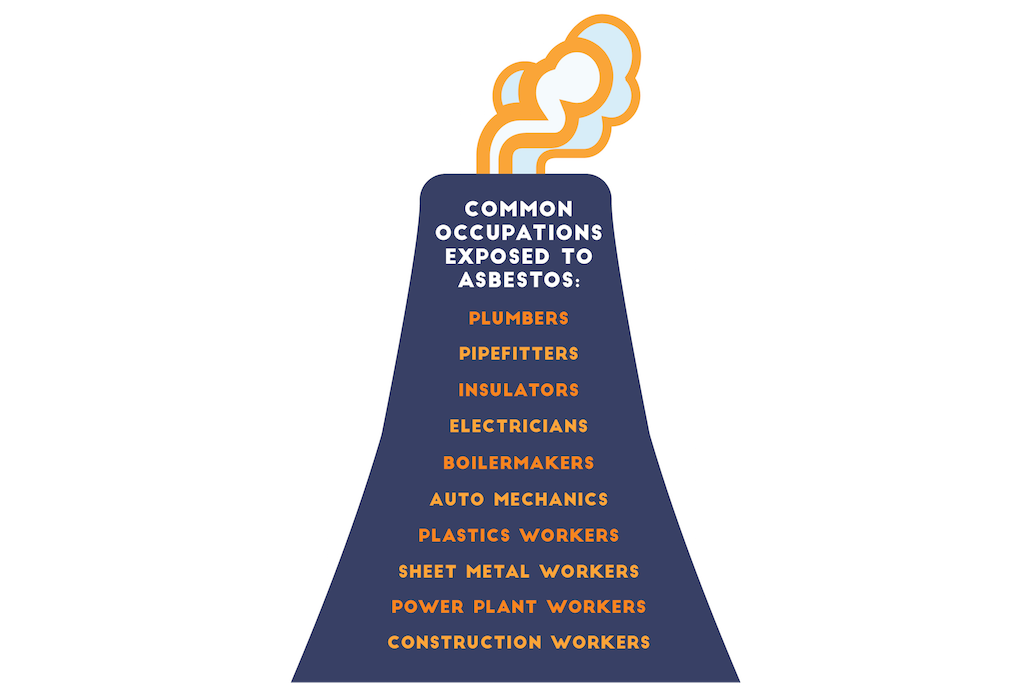 COMMON
OCCUPATIONS
EXPOSED TO
ASBESTOS:
PLUMBERS
PIPEFITTERS
INSULATORS
ELECTRICIANS
BOILERMAKERS
AUTO MECHANICS
PLASTICS WORKERS
SHEET METAL WORKERS
POWER PLANT WORKERS
CONSTRUCTION WORKERS